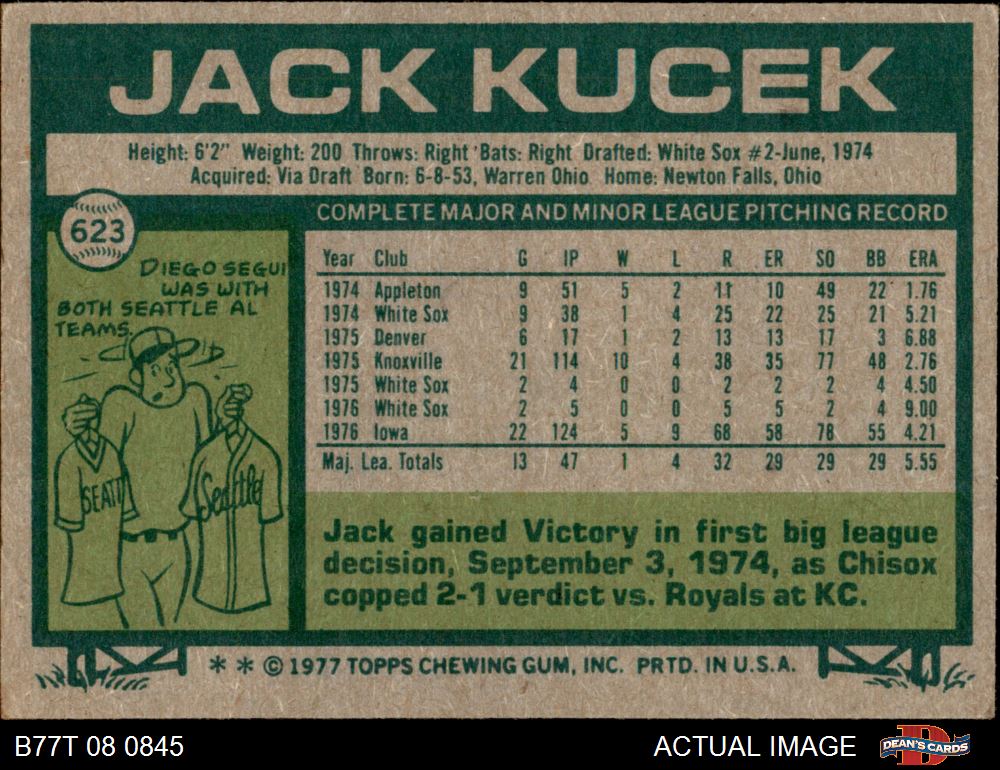 JACK KUCEK
Height: 6'2" Weight: 200 Throws: Right Bats: Right Drafted: White Sox #2-June, 1974
Acquired: Via Draft Born: 6-8-53, Warren Ohio Home: Newton Falls, Ohio
623
DIEGO SEGUI
WAS WITH
BOTH SEATTLE AL
TEAMS.
SEATT
Seattle
COMPLETE MAJOR AND MINOR LEAGUE PITCHING RECORD
Year Club G IP W L R ER SO BB ERA
1974 Appleton 9 51 5 2 11 10 49 22 1.76
1974 White Sox 9 38 1 4 25 22 25 21 5.21
1975 Denver 6 17 1 2 13 13 17 3 6.88
1975 Knoxville 21 114 10 4 38 35 77 48 2.76
1975 White Sox 2 4 0 0 2 2 2 4 4.50
1976 White Sox 2 5 0 0 5 5 2 4 9.00
1976 Iowa 22 124 5 9 68 58 78 55 4.21
Maj. Lea. Totals 13 47 1 4 32 29 29 29 5.55
Jack gained Victory in first big league
decision, September 3, 1974, as Chisox
copped 2-1 verdict vs. Royals at KC.
* * © 1977 TOPPS CHEWING GUM, INC. PRTD. IN U.S.A.
B77T 08 0845
ACTUAL IMAGE
D
DEAN'S CARDS